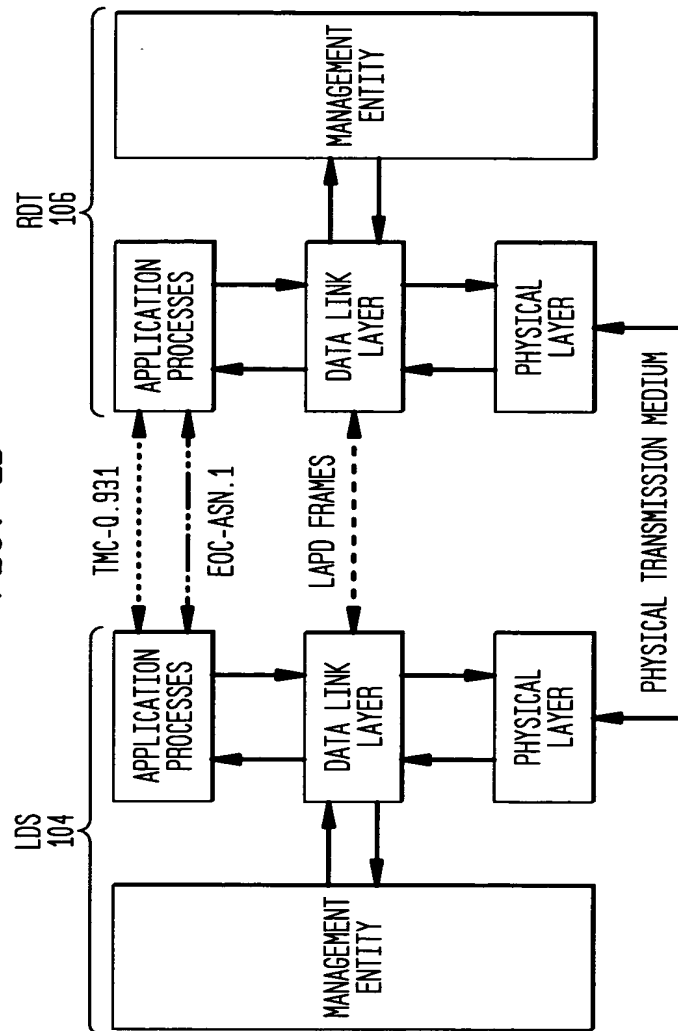 LDS
104
RDT
106
MANAGEMENT
ENTITY
APPLICATION
PROCESSES
TMC-Q.931
EOC-ASN.1
APPLICATION
PROCESSES
MANAGEMENT
ENTITY
DATA LINK
LAYER
LAPD FRAMES
DATA LINK
LAYER
PHYSICAL
LAYER
PHYSICAL
LAYER
PHYSICAL TRANSMISSION MEDIUM